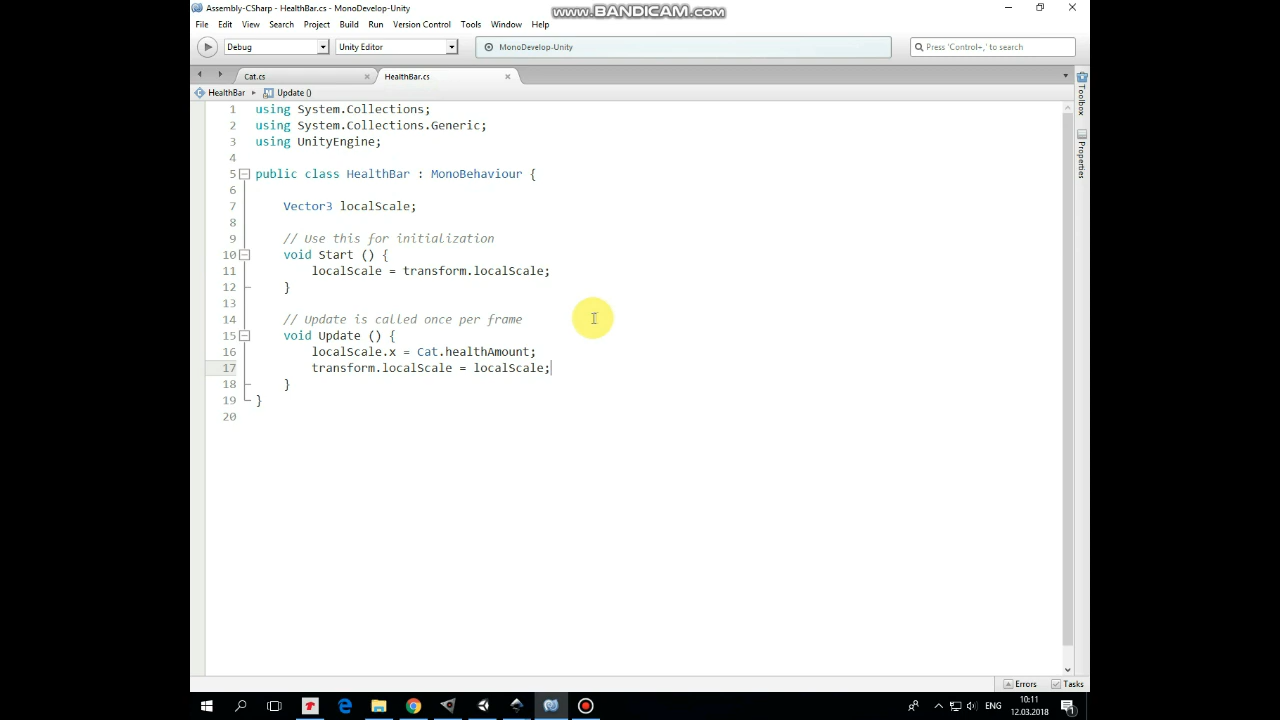 Assembly-CSharp - HealthBar.cs - MonoDevelop-Unity
www.BANDICAM.com
File Edit View Search Project Build Run Version Control Tools Window Help
Debug Unity Editor MonoDevelop-Unity Press 'Control+,' to search
Cat.cs HealthBar.cs
HealthBar Update ()
Toolbox
Properties
1 using System.Collections;
2 using System.Collections.Generic;
3 using UnityEngine;
4
5 public class HealthBar : MonoBehaviour {
6
7 Vector3 localScale;
8
9 // Use this for initialization
10 void Start () {
11 localScale = transform.localScale;
12 }
13
14 // Update is called once per frame
15 void Update () {
16 localScale.x = Cat.healthAmount;
17 transform.localScale = localScale;
18 }
19 }
20
Errors Tasks
ENG
10:11
12.03.2018
1